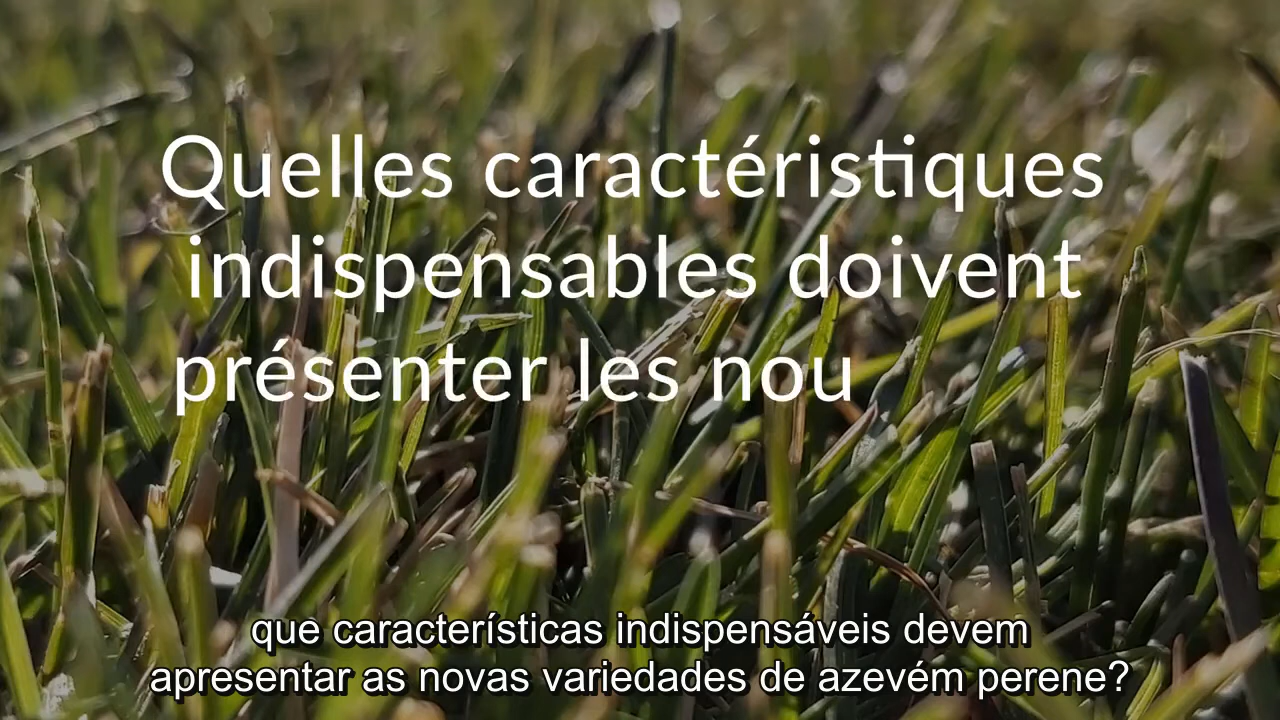 Quelles caractéristiques
indispensables doivent
présenter les nou
que características indispensáveis devem
apresentar as novas variedades de azevém perene?